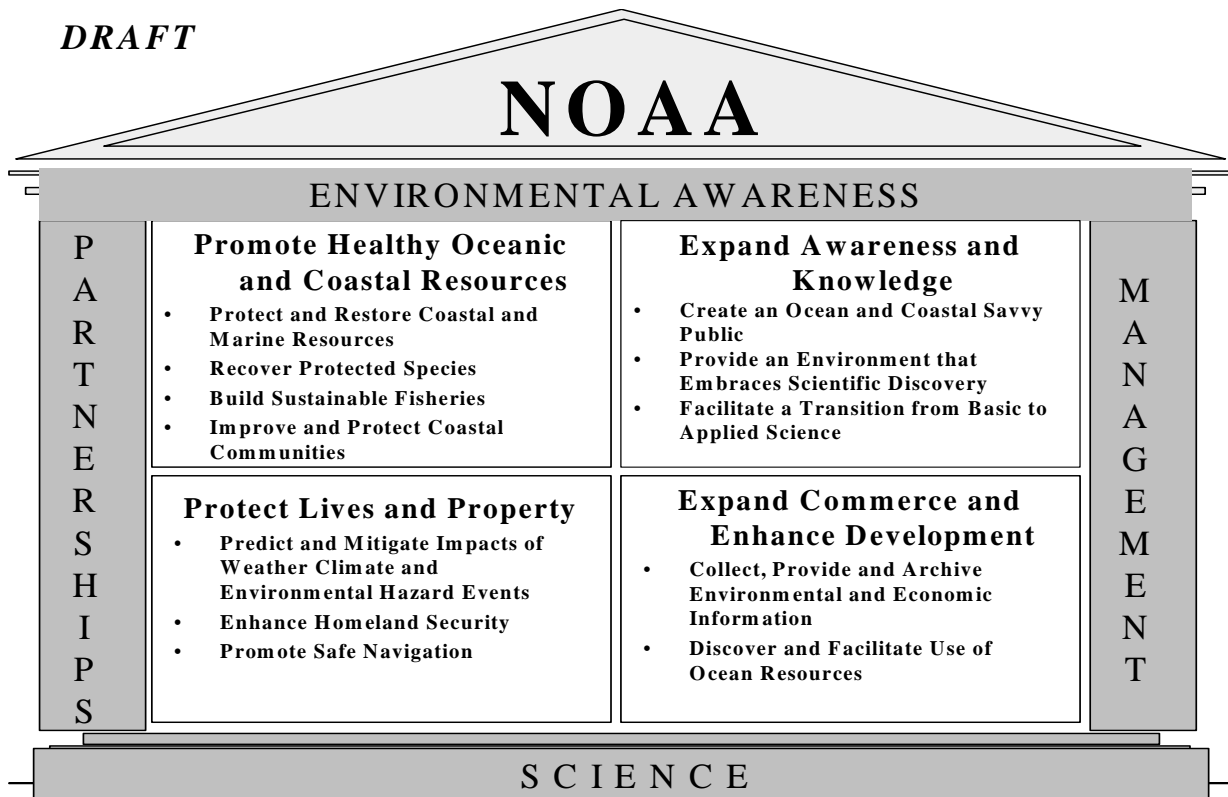 DRAFT
NOAA
ENVIRONMENTAL AWARENESS
PARTNERSHIPS
Promote Healthy Oceanic
and Coastal Resources
• Protect and Restore Coastal and
Marine Resources
• Recover Protected Species
• Build Sustainable Fisheries
• Improve and Protect Coastal
Communities
Expand Awareness and
Knowledge
• Create an Ocean and Coastal Savvy
Public
• Provide an Environment that
Embraces Scientific Discovery
• Facilitate a Transition from Basic to
Applied Science
Protect Lives and Property
• Predict and Mitigate Impacts of
Weather Climate and
Environmental Hazard Events
• Enhance Homeland Security
• Promote Safe Navigation
Expand Commerce and
Enhance Development
• Collect, Provide and Archive
Environmental and Economic
Information
• Discover and Facilitate Use of
Ocean Resources
MANAGEMENT
SCIENCE